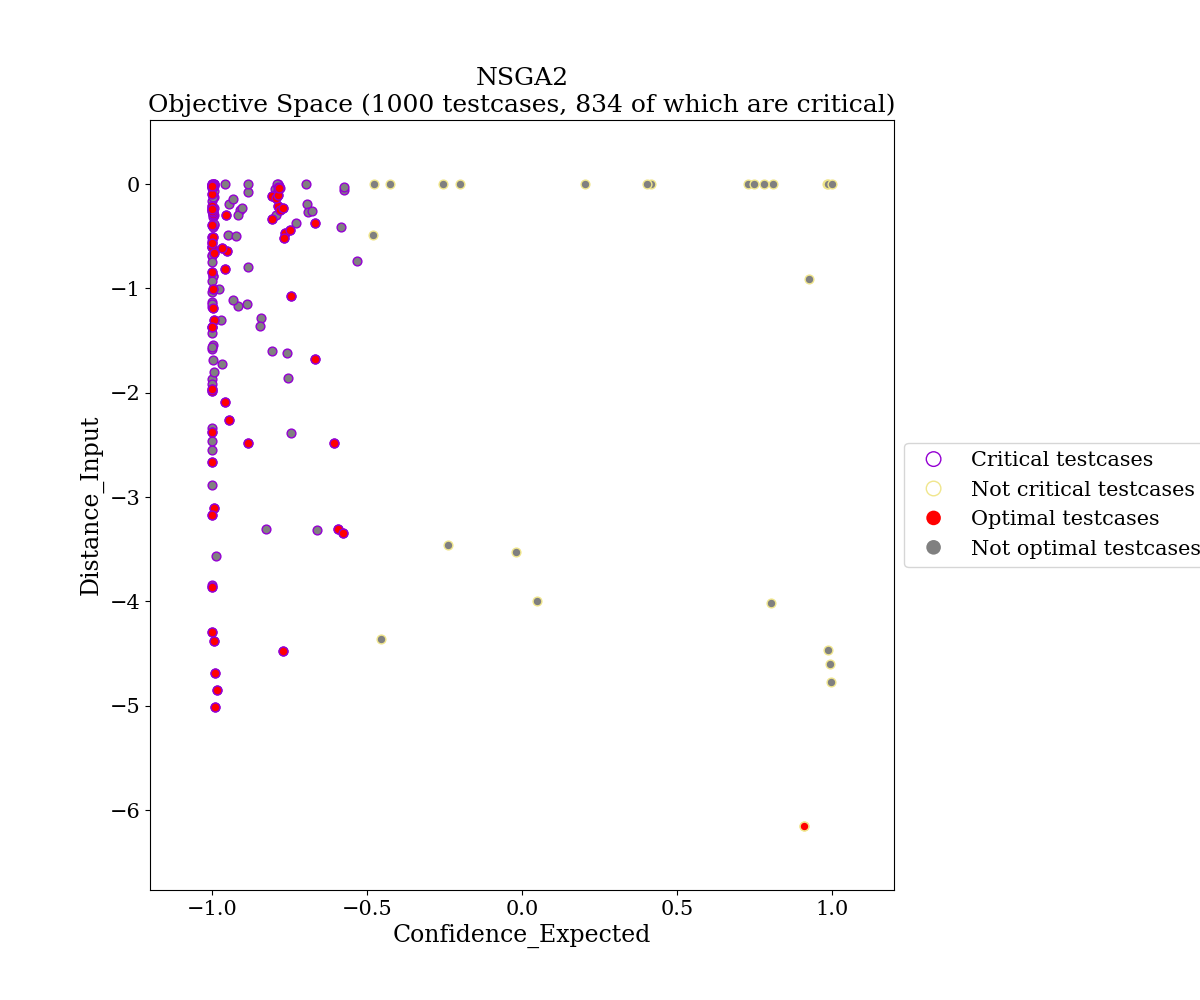 NSGA2
Objective Space (1000 testcases, 834 of which are critical)
0
−1
−2
−3
−4
−5
−6
Distance_Input
−1.0
−0.5
0.0
0.5
1.0
Confidence_Expected
Critical testcases
Not critical testcases
Optimal testcases
Not optimal testcases